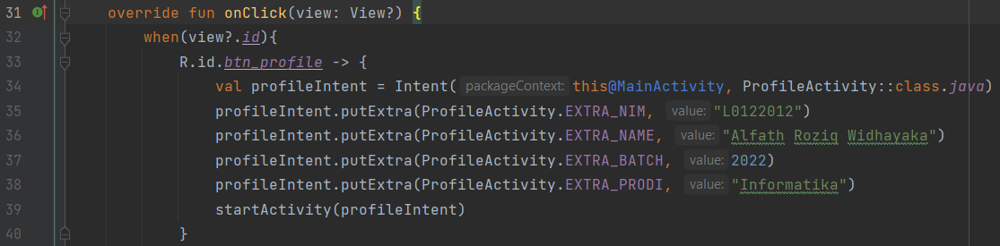 31 override fun onClick(view: View?) {
32 when(view?.id){
33 R.id.btn_profile -> {
34 val profileIntent = Intent( packageContext: this@MainActivity, ProfileActivity::class.java)
35 profileIntent.putExtra(ProfileActivity.EXTRA_NIM, value: "L0122012")
36 profileIntent.putExtra(ProfileActivity.EXTRA_NAME, value: "Alfath Roziq Widhayaka")
37 profileIntent.putExtra(ProfileActivity.EXTRA_BATCH, value: 2022)
38 profileIntent.putExtra(ProfileActivity.EXTRA_PRODI, value: "Informatika")
39 startActivity(profileIntent)
40 }